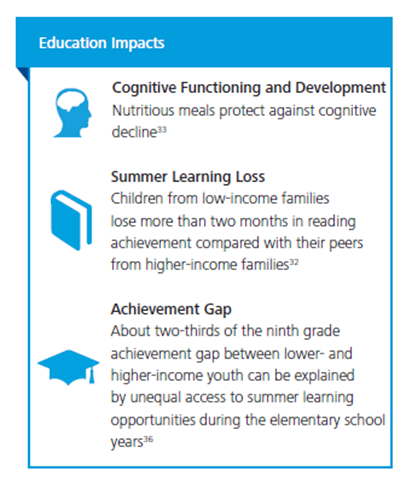 Education Impacts
Cognitive Functioning and Development
Nutritious meals protect against cognitive
decline³³
Summer Learning Loss
Children from low-income families
lose more than two months in reading
achievement compared with their peers
from higher-income families³²
Achievement Gap
About two-thirds of the ninth grade
achievement gap between lower- and
higher-income youth can be explained
by unequal access to summer learning
opportunities during the elementary school
years³⁶